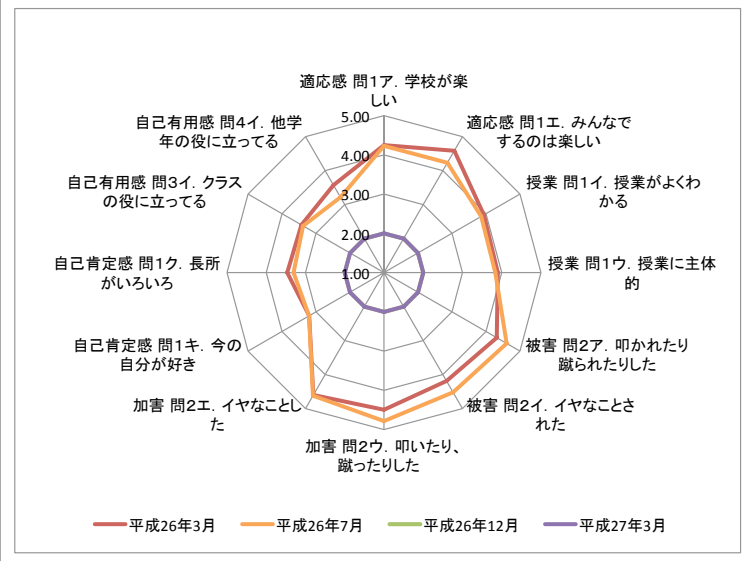 適応感 問1ア．学校が楽
しい
適応感 問1エ．みんなで
するのは楽しい
授業 問1イ．授業がよくわ
かる
授業 問1ウ．授業に主体
的
被害 問2ア．叩かれたり
蹴られたりした
被害 問2イ．イヤなことさ
れた
加害 問2ウ．叩いたり、
蹴ったりした
加害 問2エ．イヤなことし
た
自己肯定感 問1キ．今の
自分が好き
自己肯定感 問1ク．長所
がいろいろ
自己有用感 問3イ．クラス
の役に立ってる
自己有用感 問4イ．他学
年の役に立ってる
5.00
4.00
3.00
2.00
1.00
平成26年3月
平成26年7月
平成26年12月
平成27年3月